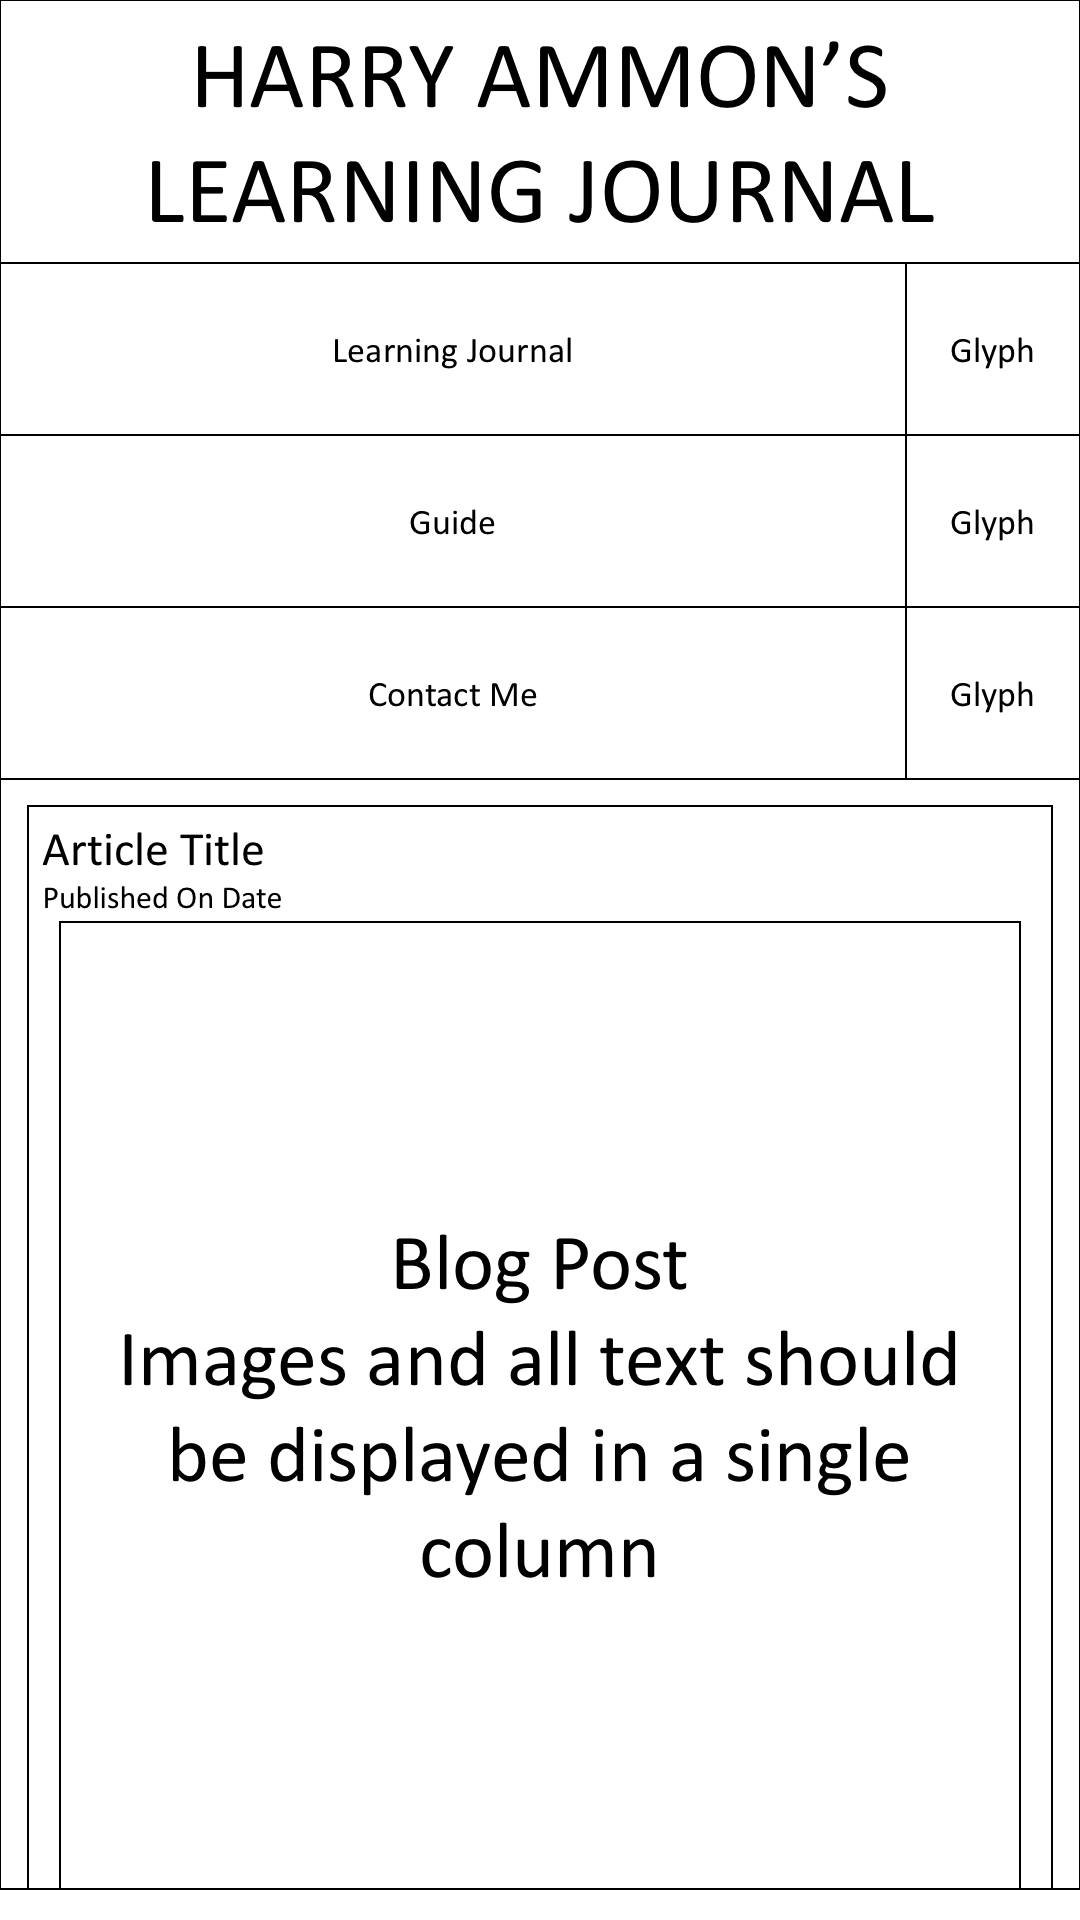 HARRY AMMON’S
LEARNING JOURNAL
Learning Journal
Glyph
Guide
Glyph
Contact Me
Glyph
Article Title
Published On Date
Blog Post
Images and all text should
be displayed in a single
column